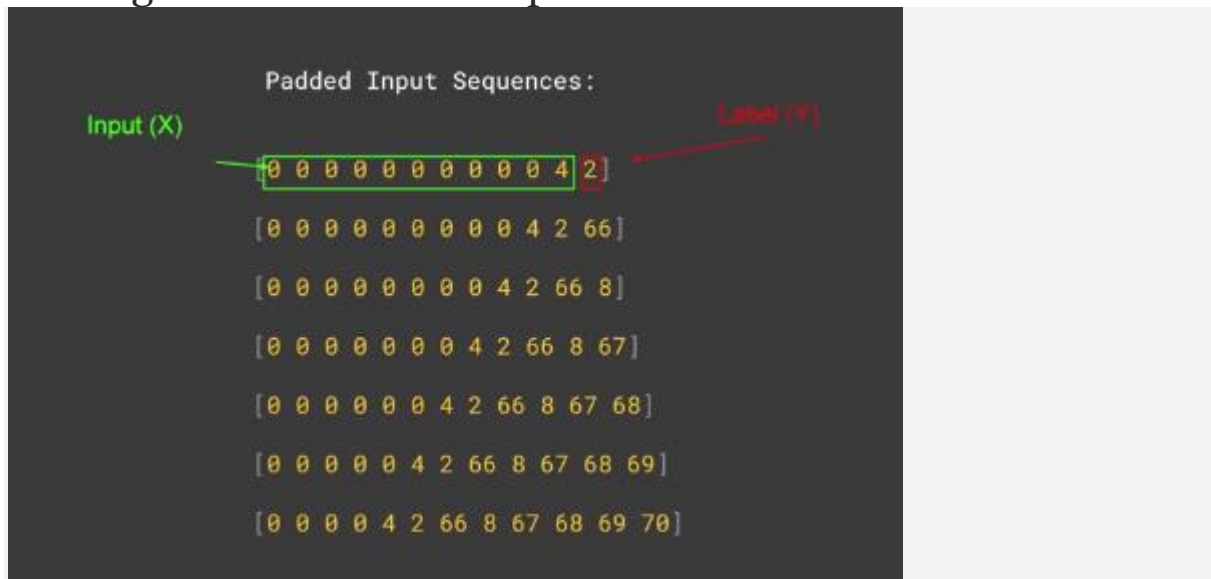 Padded Input Sequences:
Input (X)
Label (Y)
[0 0 0 0 0 0 0 0 0 0 4 2]
[0 0 0 0 0 0 0 0 0 4 2 66]
[0 0 0 0 0 0 0 0 4 2 66 8]
[0 0 0 0 0 0 0 4 2 66 8 67]
[0 0 0 0 0 0 4 2 66 8 67 68]
[0 0 0 0 0 4 2 66 8 67 68 69]
[0 0 0 0 4 2 66 8 67 68 69 70]